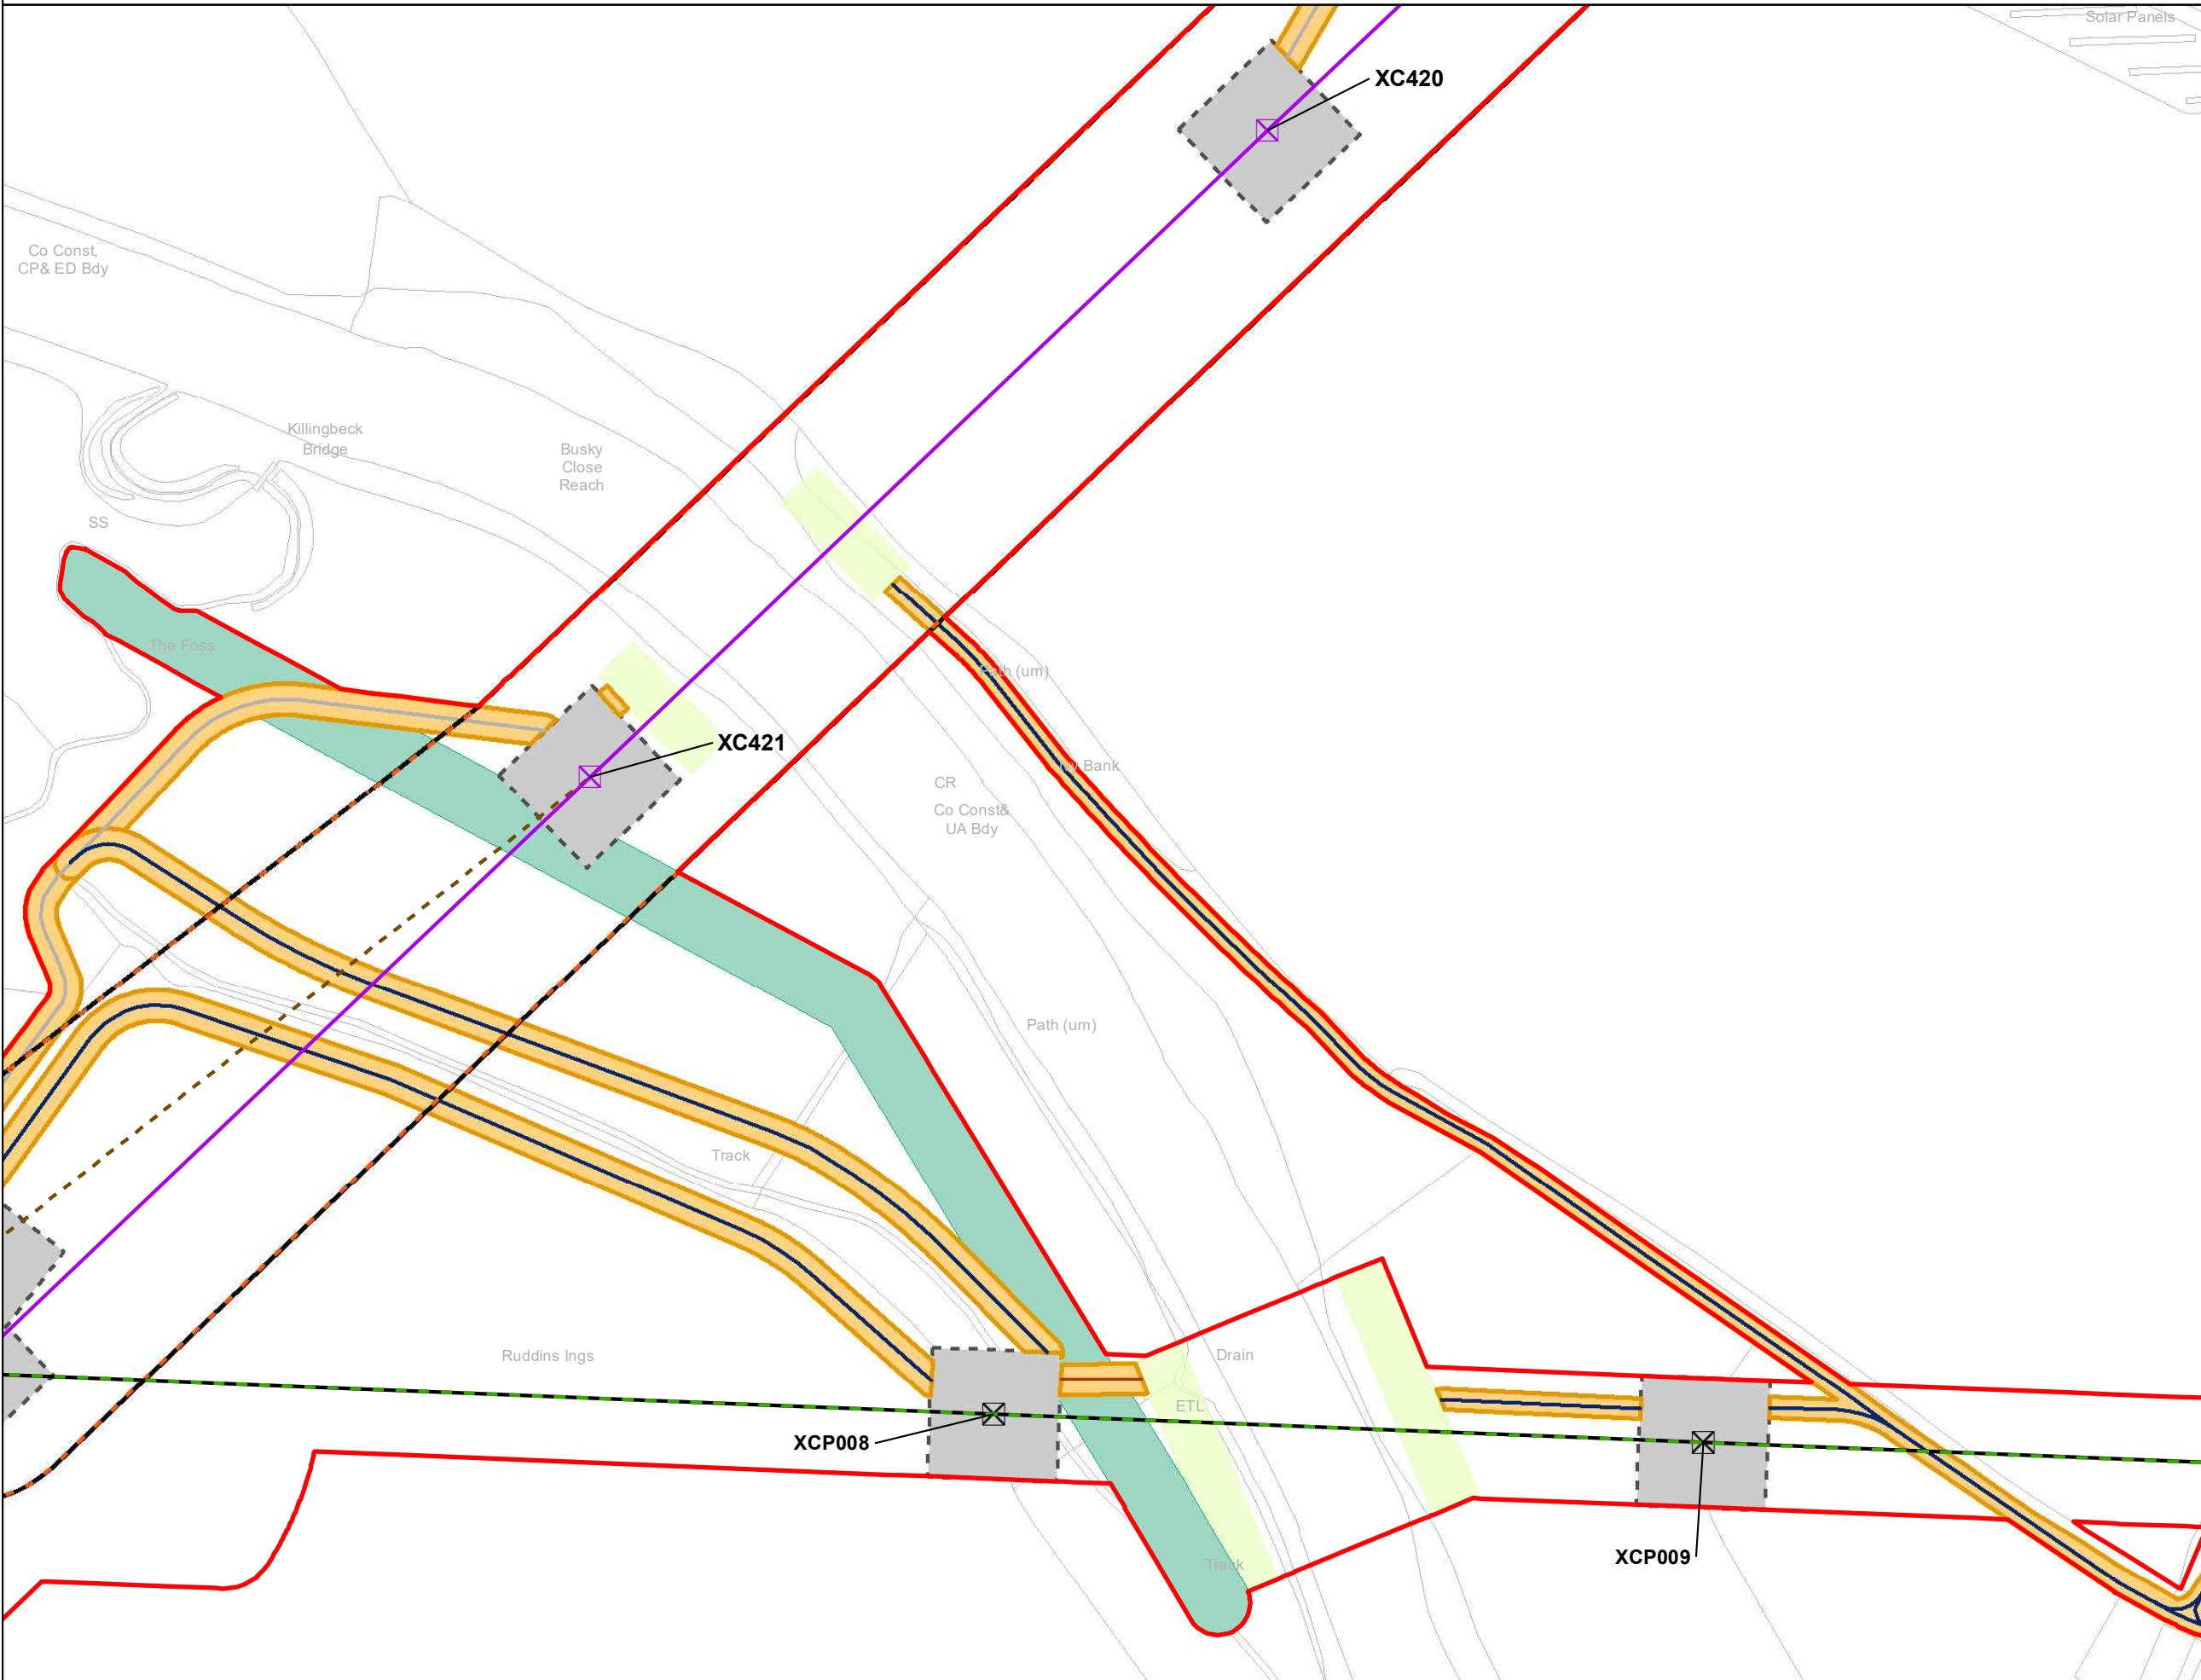 Solar Panels
XC420
Co Const,
CP& ED Bdy
Killingbeck
Bridge
Busky
Close
Reach
SS
The Foss
Path (um)
XC421
Ivy Bank
CR
Co Const&
UA Bdy
Path (um)
Track
Ruddins Ings
Drain
ETL
XCP008
XCP009
Track